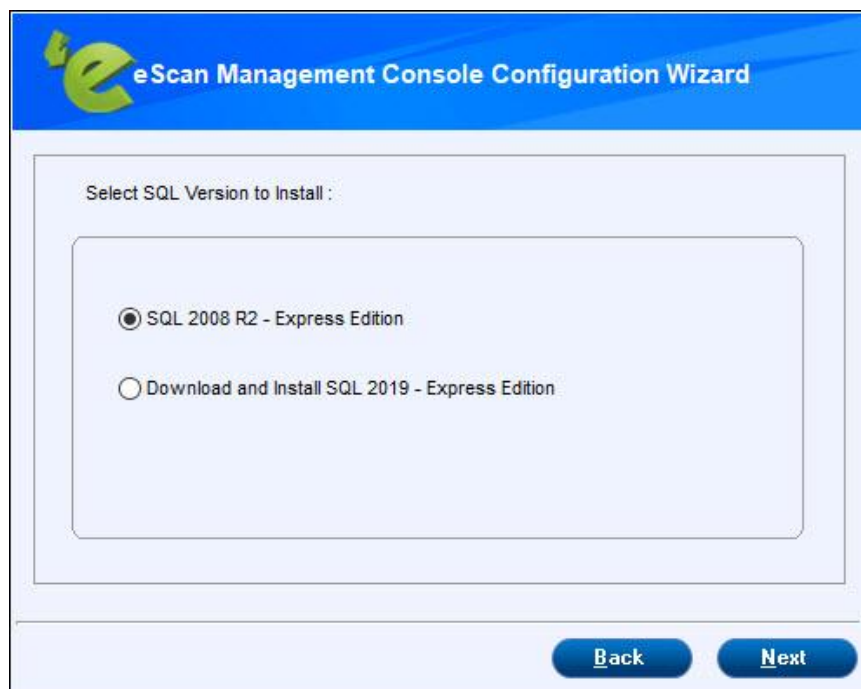 eScan Management Console Configuration Wizard
Select SQL Version to Install :
SQL 2008 R2 - Express Edition
Download and Install SQL 2019 - Express Edition
Back Next